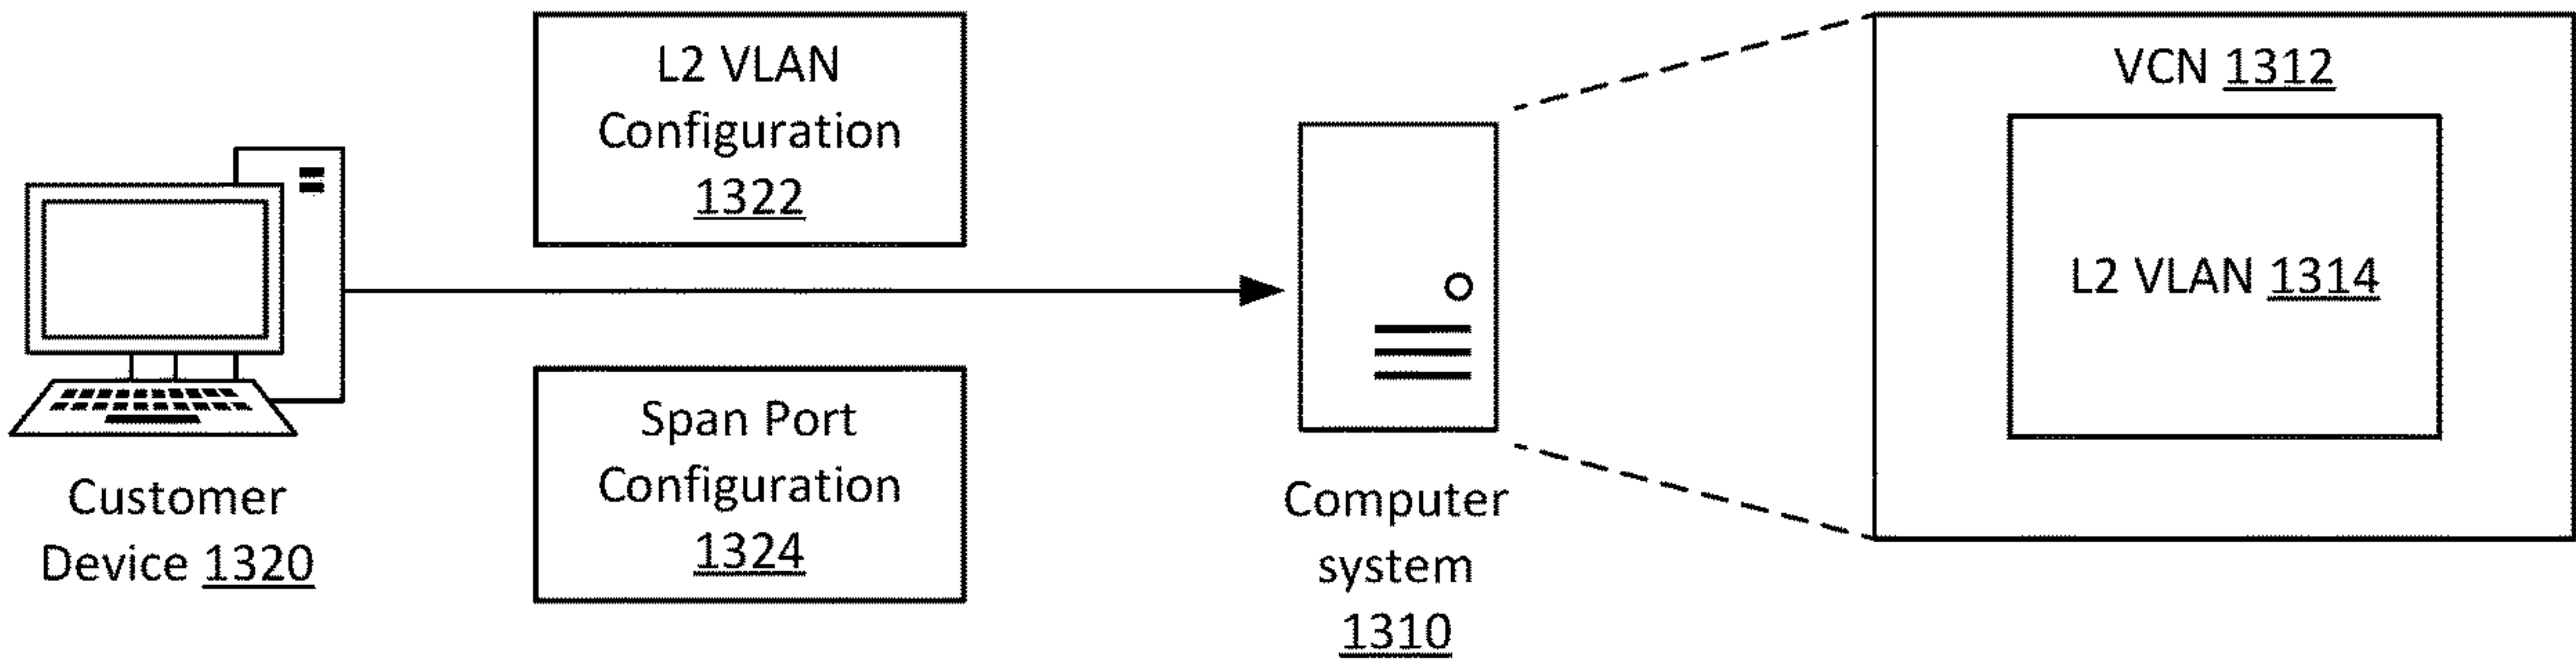 L2 VLAN
Configuration
1322
Span Port
Configuration
1324
Customer
Device 1320
Computer
system
1310
VCN 1312
L2 VLAN 1314